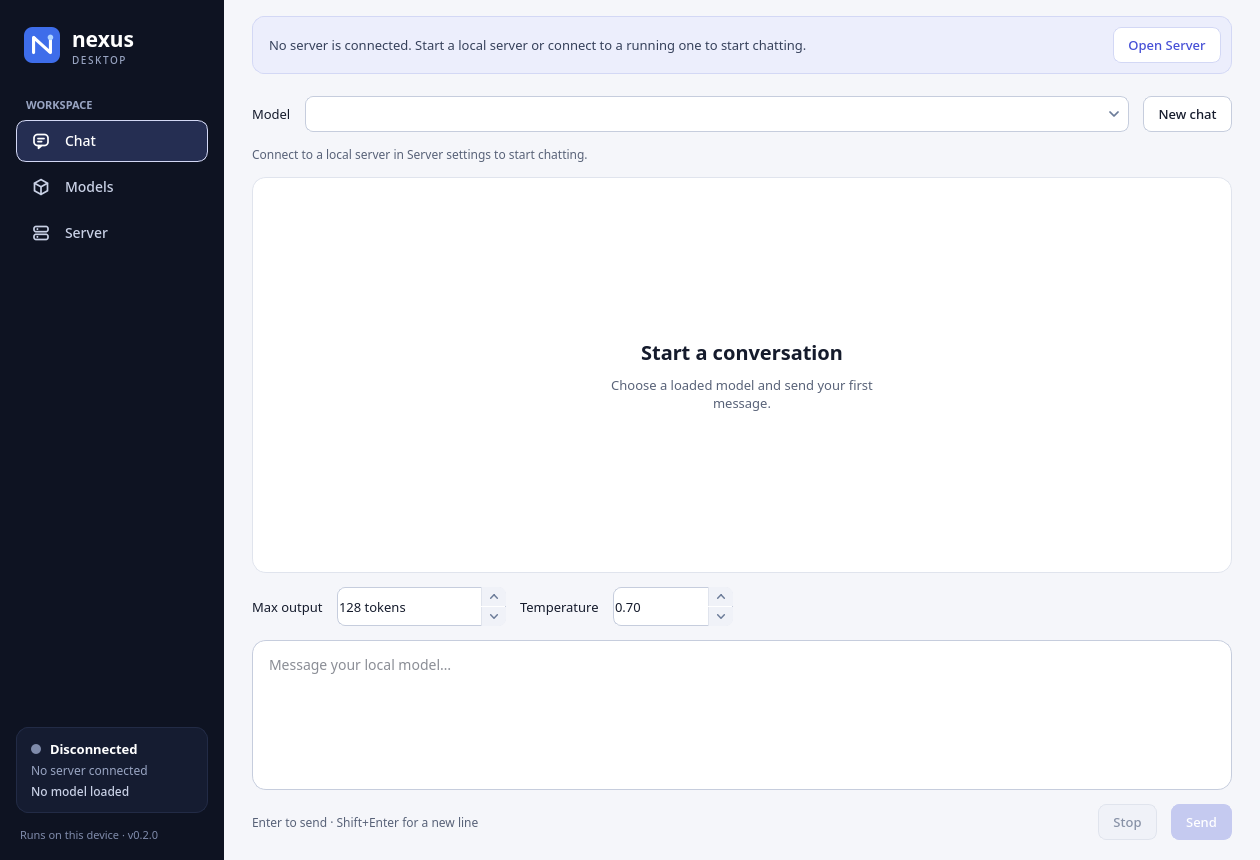 nexus
DESKTOP
WORKSPACE
Chat
Models
Server
Disconnected
No server connected
No model loaded
Runs on this device · v0.2.0
No server is connected. Start a local server or connect to a running one to start chatting.
Open Server
Model
New chat
Connect to a local server in Server settings to start chatting.
Start a conversation
Choose a loaded model and send your first
message.
Max output
128 tokens
Temperature
0.70
Message your local model...
Enter to send · Shift+Enter for a new line
Stop
Send